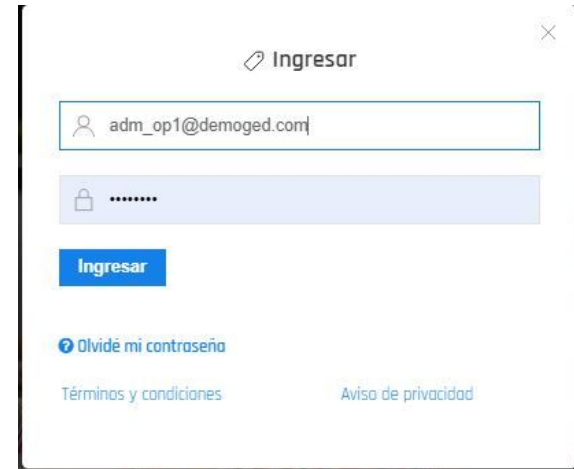 Ingresar
adm_op1@demoged.com
••••••••
Ingresar
Olvidé mi contraseña
Términos y condiciones
Aviso de privacidad